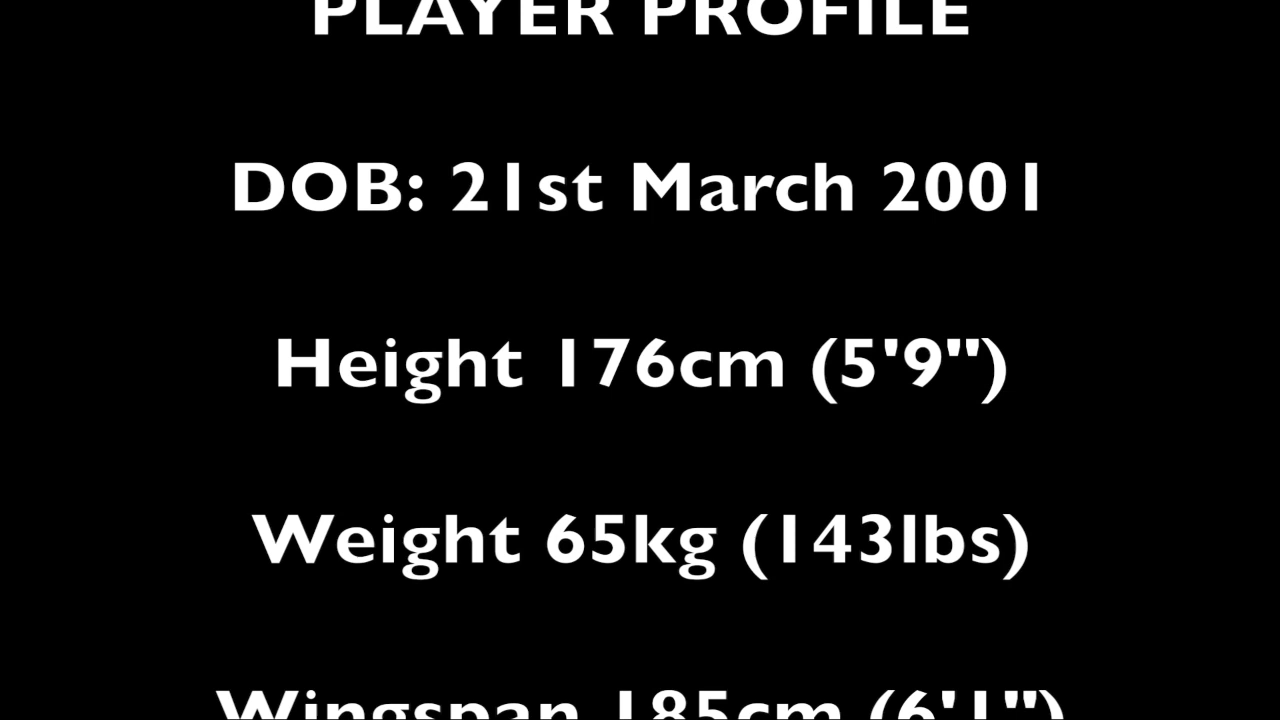 PLAYER PROFILE
DOB: 21st March 2001
Height 176cm (5'9")
Weight 65kg (143lbs)
Wingspan 185cm (6'1")